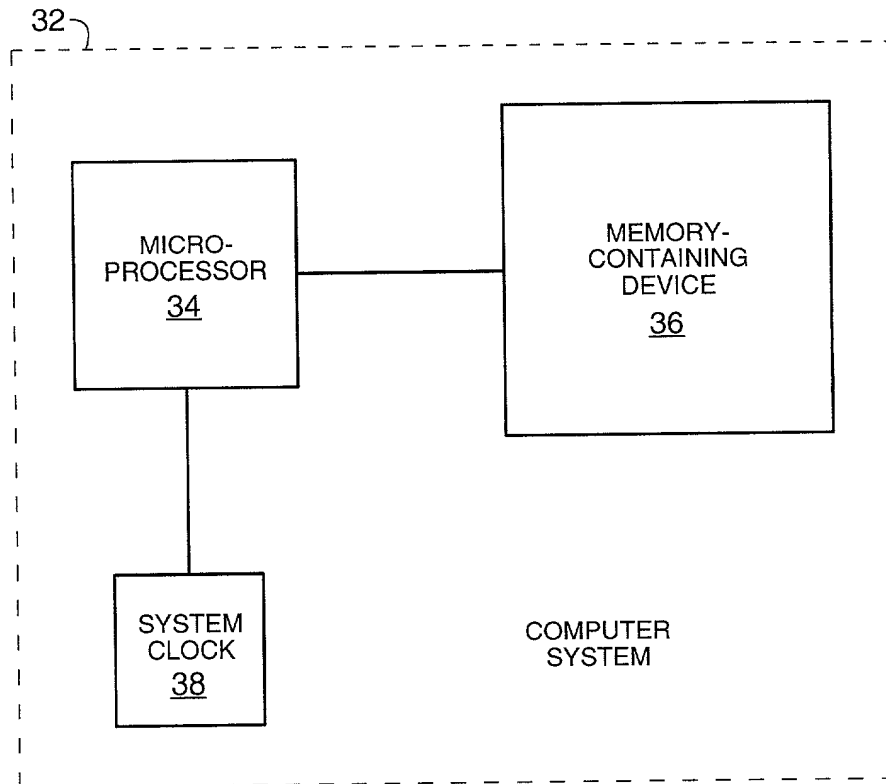 32
MICRO-
PROCESSOR
34
MEMORY-
CONTAINING
DEVICE
36
SYSTEM
CLOCK
38
COMPUTER
SYSTEM